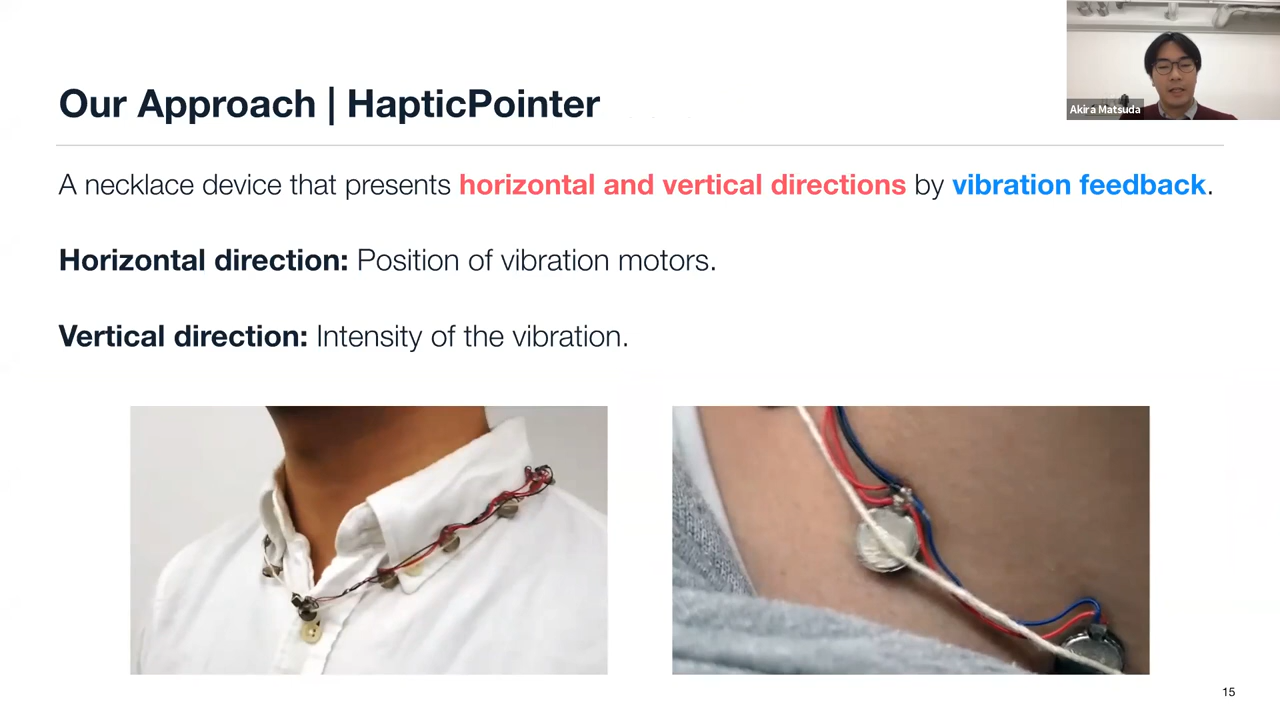 Our Approach | HapticPointer
Akira Matsuda
A necklace device that presents horizontal and vertical directions by vibration feedback.
Horizontal direction: Position of vibration motors.
Vertical direction: Intensity of the vibration.
15